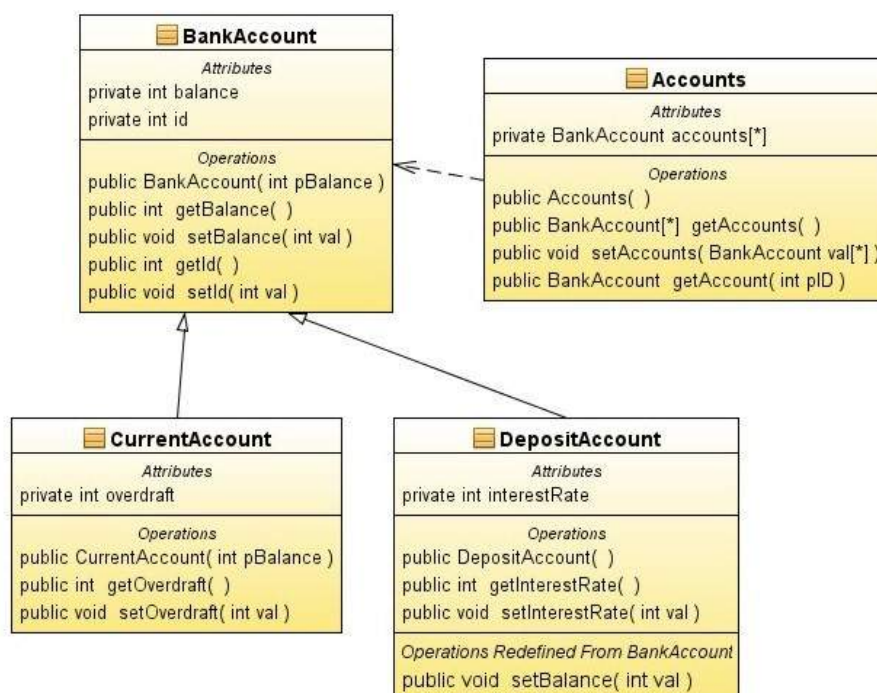 BankAccount
Attributes
private int balance
private int id
Operations
public BankAccount( int pBalance )
public int getBalance( )
public void setBalance( int val )
public int getId( )
public void setId( int val )
Accounts
Attributes
private BankAccount accounts[*]
Operations
public Accounts( )
public BankAccount[*] getAccounts( )
public void setAccounts( BankAccount val[*] )
public BankAccount getAccount( int pID )
CurrentAccount
Attributes
private int overdraft
Operations
public CurrentAccount( int pBalance )
public int getOverdraft( )
public void setOverdraft( int val )
DepositAccount
Attributes
private int interestRate
Operations
public DepositAccount( )
public int getInterestRate( )
public void setInterestRate( int val )
Operations Redefined From BankAccount
public void setBalance( int val )